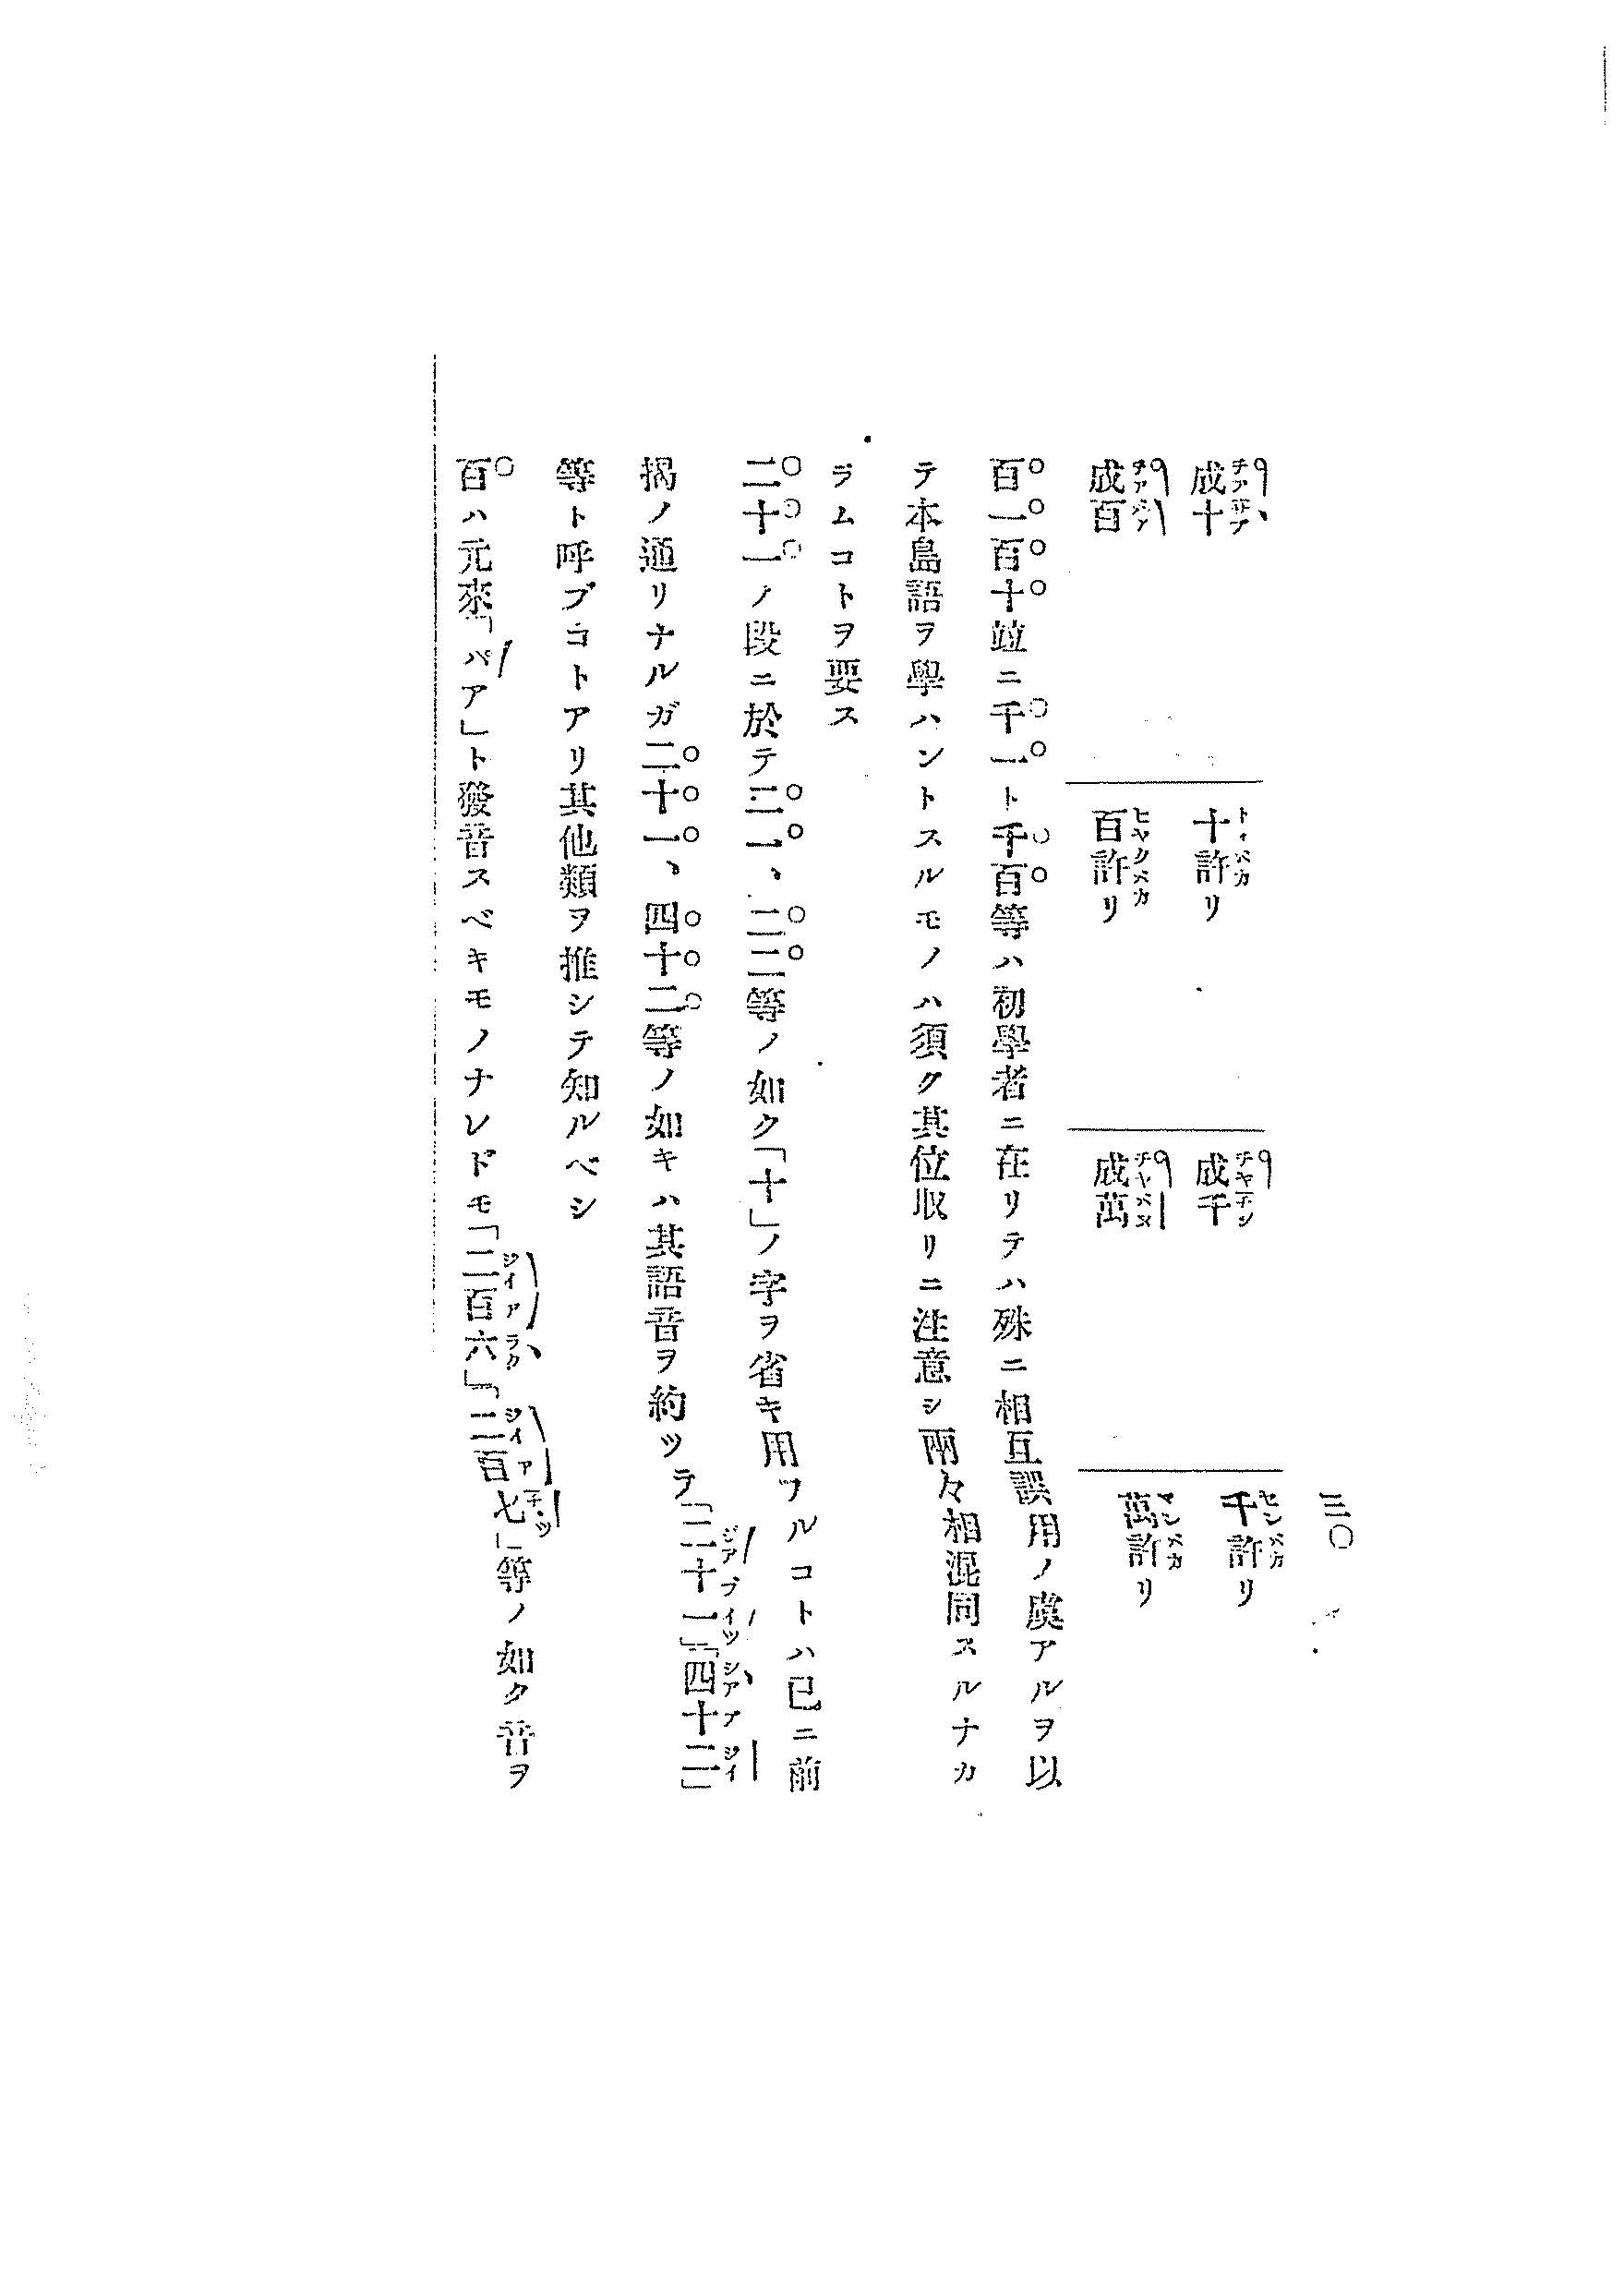 三〇
成十 十許リ 成千 千許リ
成百 百許リ 成萬 萬許リ
百一百十竝ニ千一ト千百等ハ初學者ニ在リテハ殊ニ相互誤用ノ虞アルヲ以
テ本島語ヲ學ハントスルモノハ須ク其位取リニ注意シ兩々相混同スルナカ
ラムコトヲ要ス
二十一ノ段ニ於テ二一、二二等ノ如ク「十」ノ字ヲ省キ用フルコトハ已ニ前
揭ノ通リナルガ二十一、四十二等ノ如キハ其語音ヲ約ツテ「二十一」「四十二」
等ト呼ブコトアリ其他類ヲ推シテ知ルベシ
百ハ元來「パア」ト發音スベキモノナレドモ「二百六」「二百七」等ノ如ク音ヲ